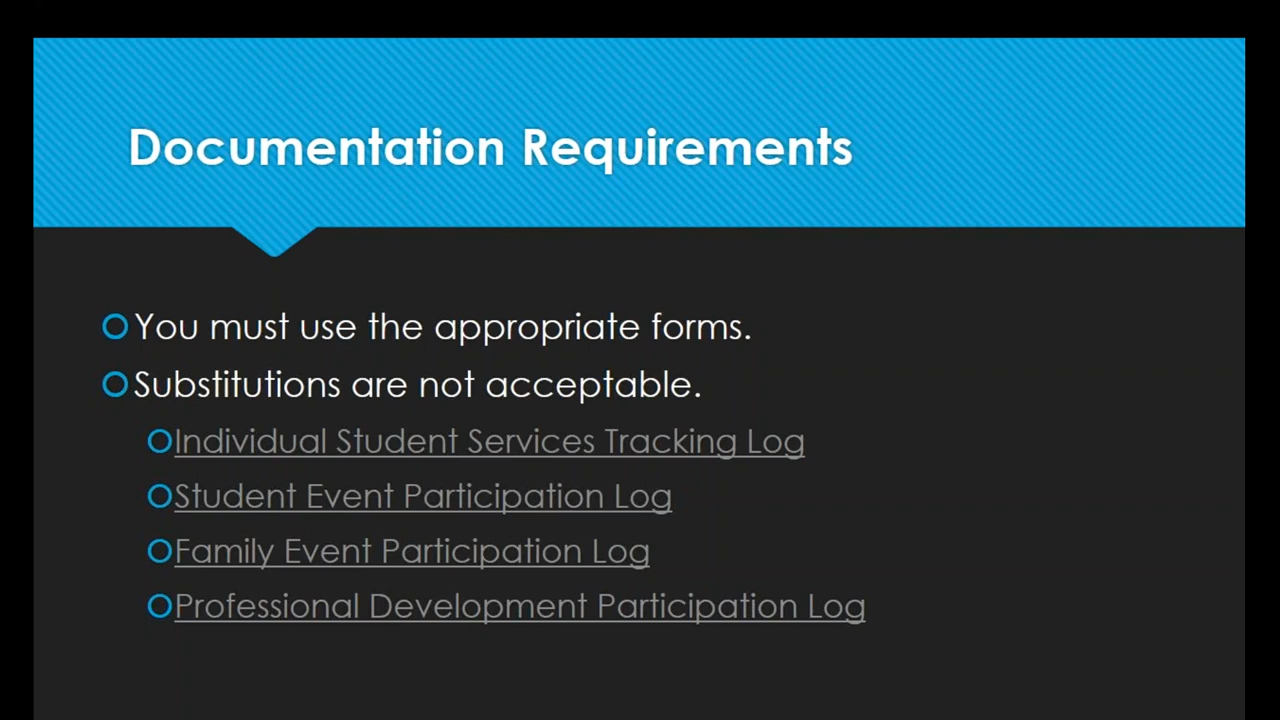 Documentation Requirements
You must use the appropriate forms.
Substitutions are not acceptable.
Individual Student Services Tracking Log
Student Event Participation Log
Family Event Participation Log
Professional Development Participation Log